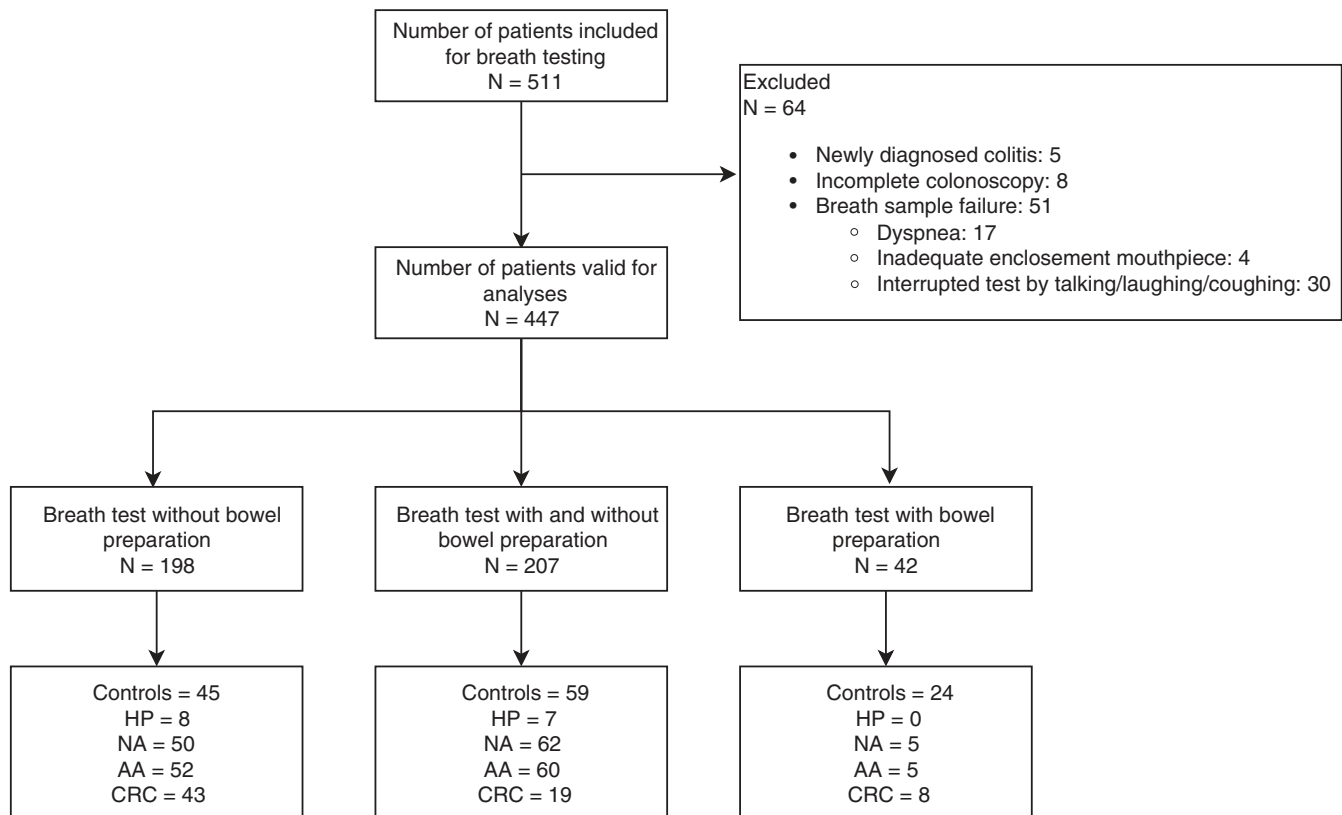 Number of patients included
for breath testing
N = 511
Excluded
N = 64
• Newly diagnosed colitis: 5
• Incomplete colonoscopy: 8
• Breath sample failure: 51
○ Dyspnea: 17
○ Inadequate enclosement mouthpiece: 4
○ Interrupted test by talking/laughing/coughing: 30
Number of patients valid for
analyses
N = 447
Breath test without bowel
preparation
N = 198
Breath test with and without
bowel preparation
N = 207
Breath test with bowel
preparation
N = 42
Controls = 45
HP = 8
NA = 50
AA = 52
CRC = 43
Controls = 59
HP = 7
NA = 62
AA = 60
CRC = 19
Controls = 24
HP = 0
NA = 5
AA = 5
CRC = 8